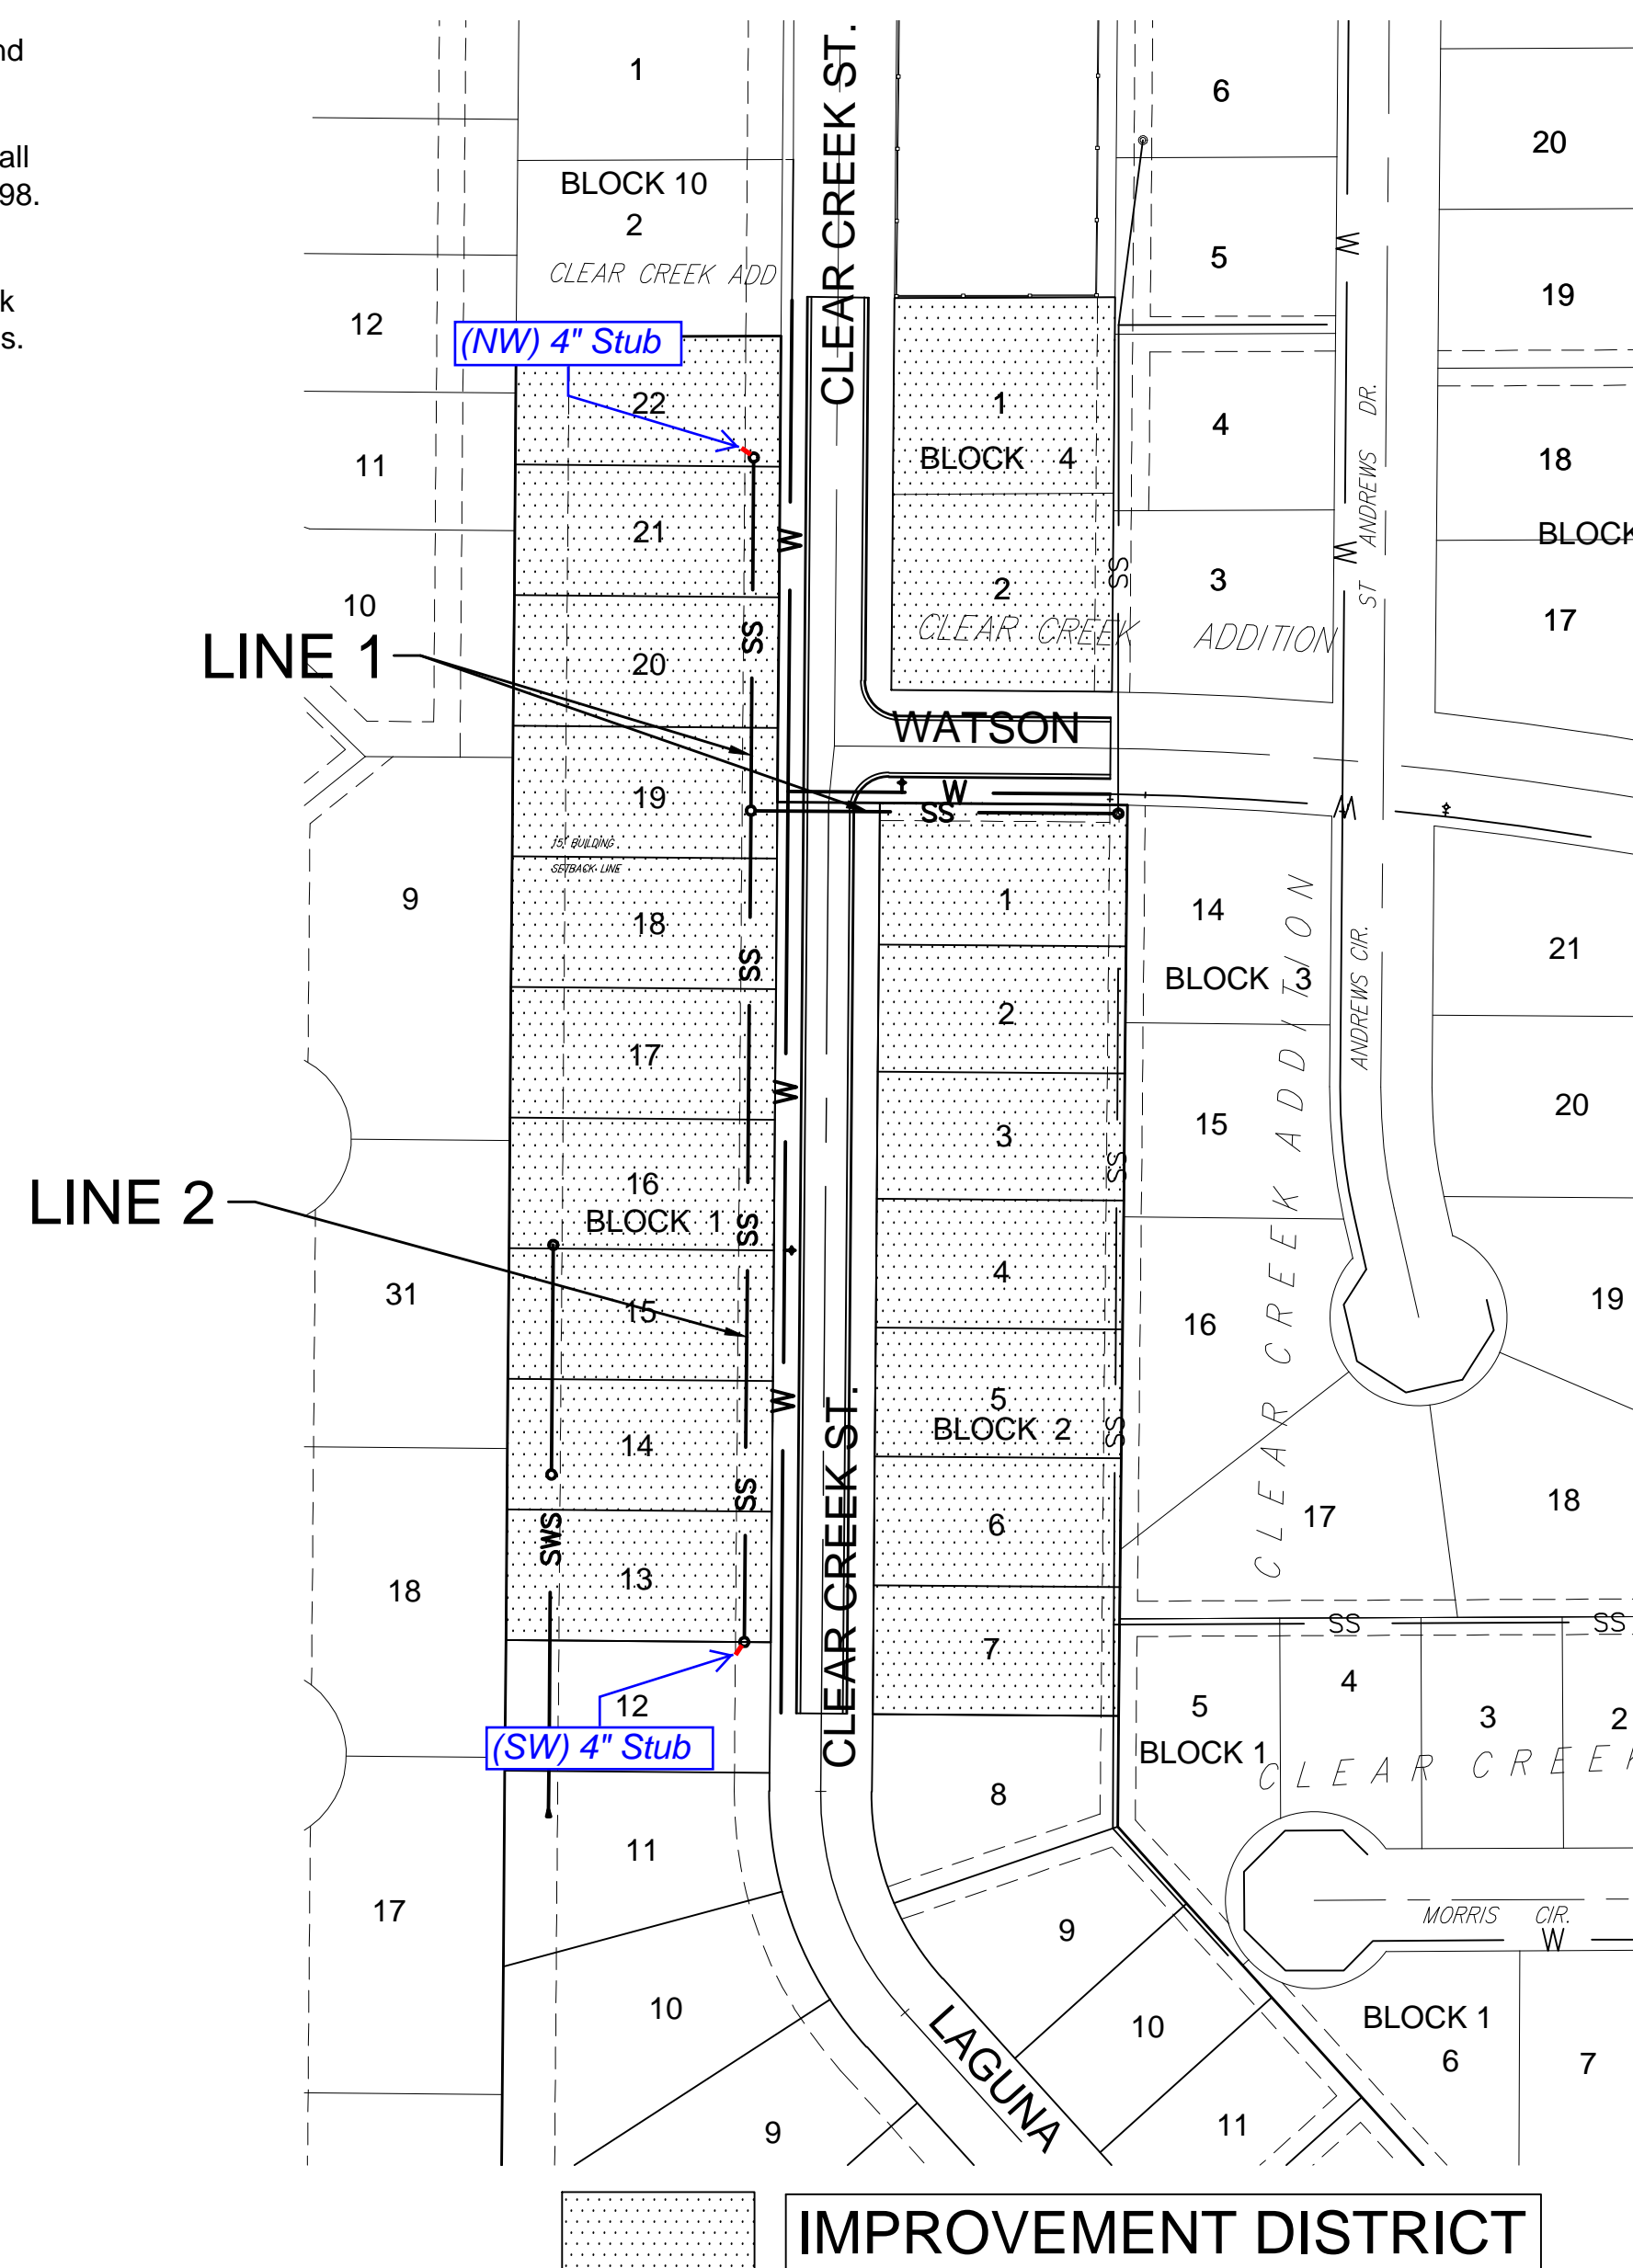 nd
all
98.
k
s.
1
BLOCK 10
2
CLEAR CREEK ADD
CLEAR CREEK ST.
6
20
5
W
19
12
(NW) 4" Stub
22
1
BLOCK 4
4
ST ANDREWS DR.
18
11
21
W
2
SS
3
W
BLOCK
17
10
CLEAR CREEK ADDITION
LINE 1
20
SS
WATSON
19
W
SS
W
15' BUILDING
SETBACK LINE
9
18
SS
1
14
BLOCK 3
ANDREWS CIR.
21
CLEAR CREEK ADDITION
2
17
W
3
SS
15
20
LINE 2
16
BLOCK 1
SS
4
31
15
16
19
W
5
BLOCK 2
SS
14
SS
CLEAR CREEK ST.
6
17
18
SWS
13
18
7
SS
SS
12
(SW) 4" Stub
5
BLOCK 1
4
3
2
CLEAR CREEK
8
11
17
9
MORRIS CIR.
W
10
LAGUNA
10
BLOCK 1
6
7
9
11
IMPROVEMENT DISTRICT